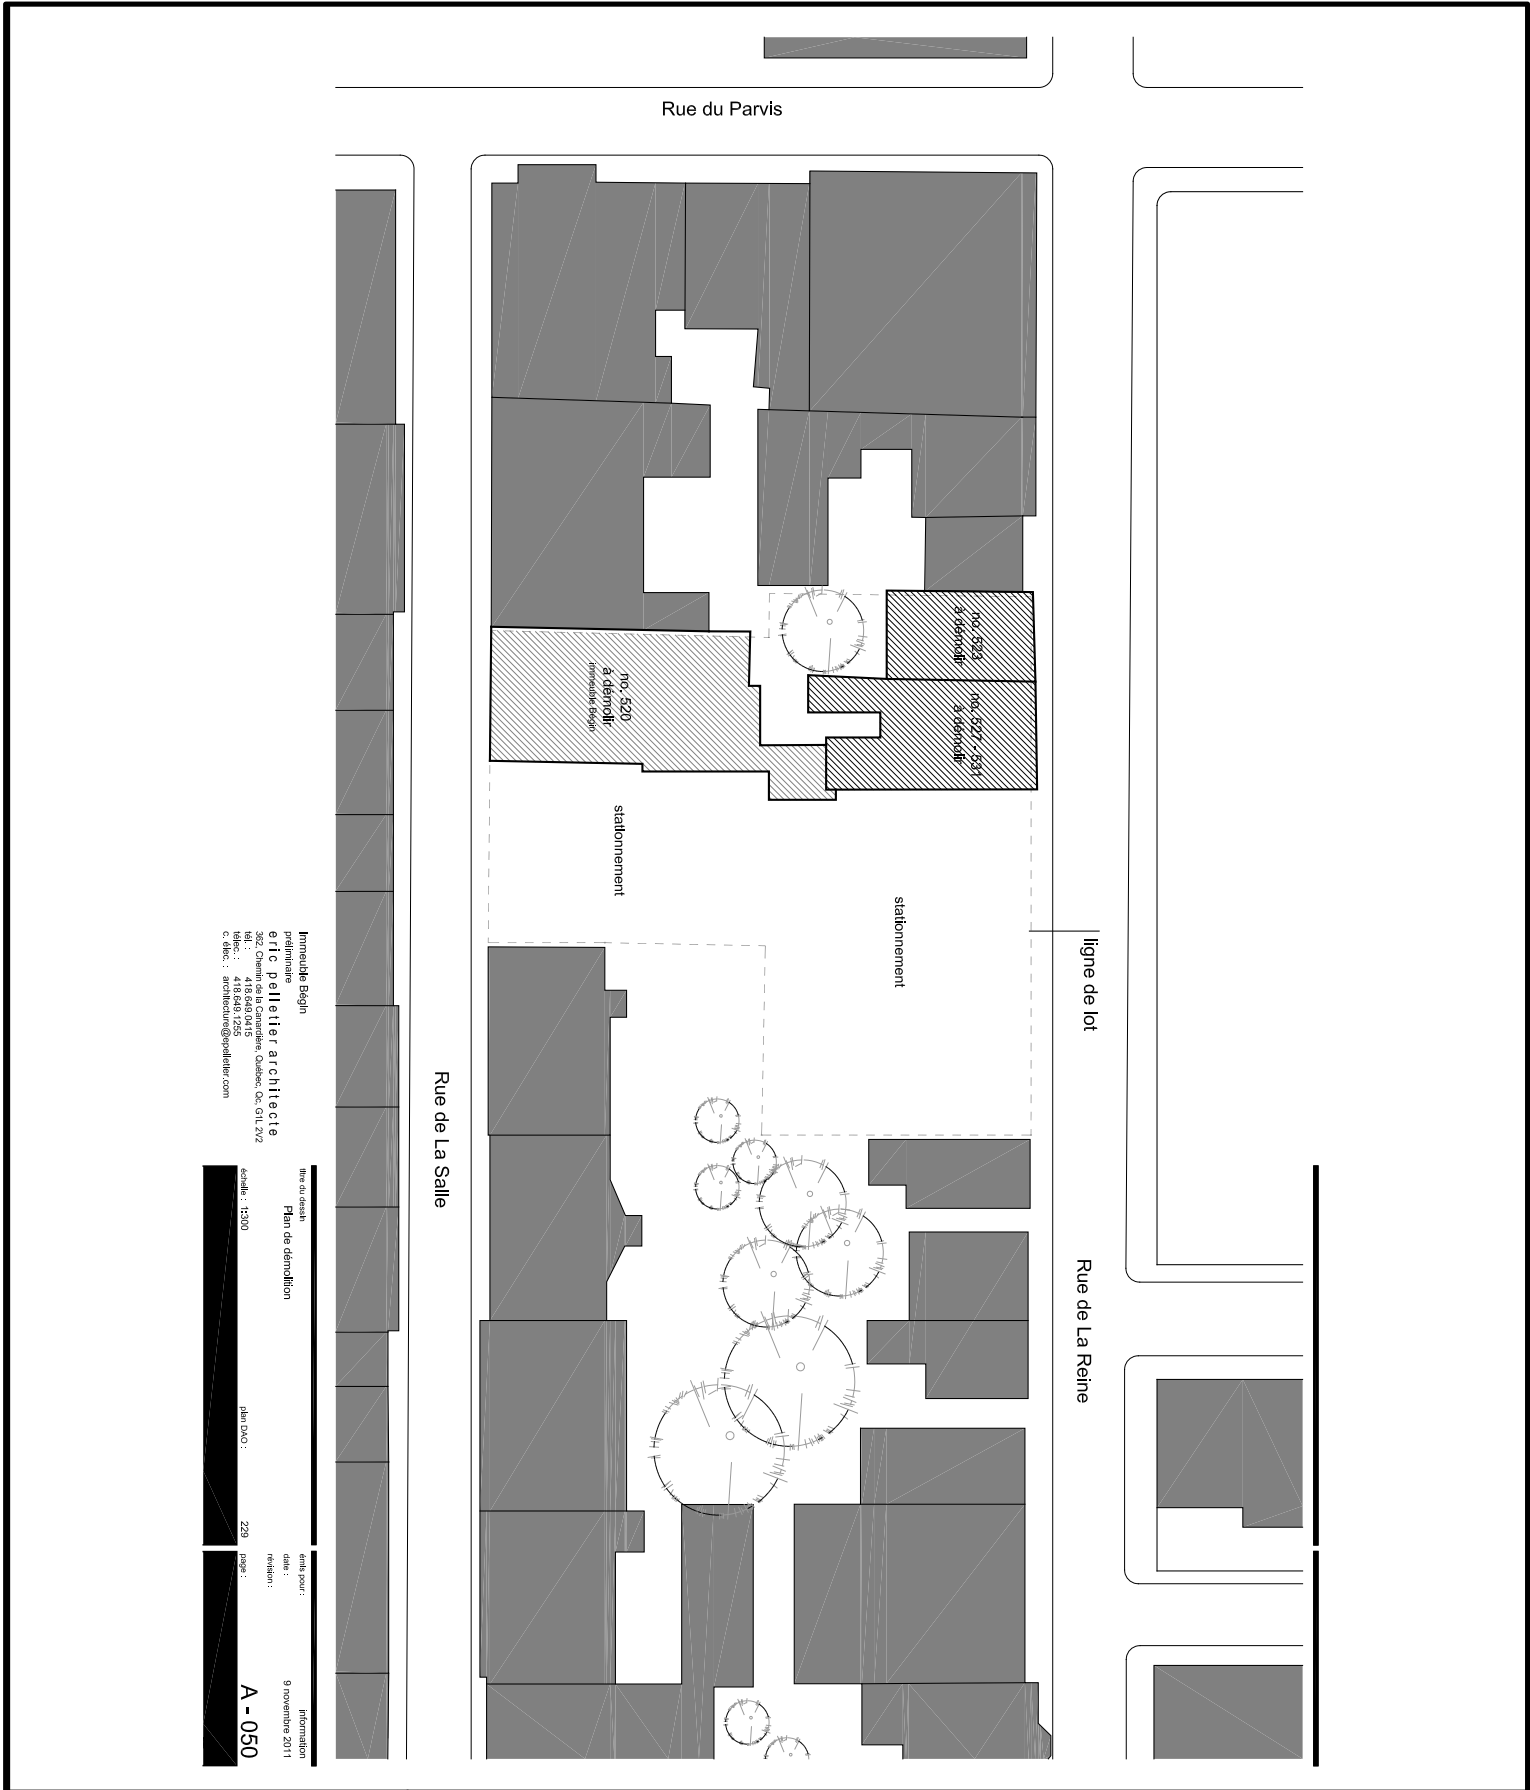 Rue du Parvis
no. 523
à démolir
no. 527 - 531
à démolir
no. 520
à démolir
immeuble Bégin
stationnement
stationnement
ligne de lot
Rue de La Salle
Rue de La Reine
Immeuble Bégin
préliminaire
eric pelletier architecte
362, Chemin de la Canardière, Québec, Qc, G1L 2V2
tél. : 418.649.0415
téléc. : 418.649.1255
c. élec. : architecture@epelletier.com
titre du dessin
Plan de démolition
échelle : 1:300
plan DAO : 229
émis pour : information
date : 9 novembre 2011
révision :
page : A - 050